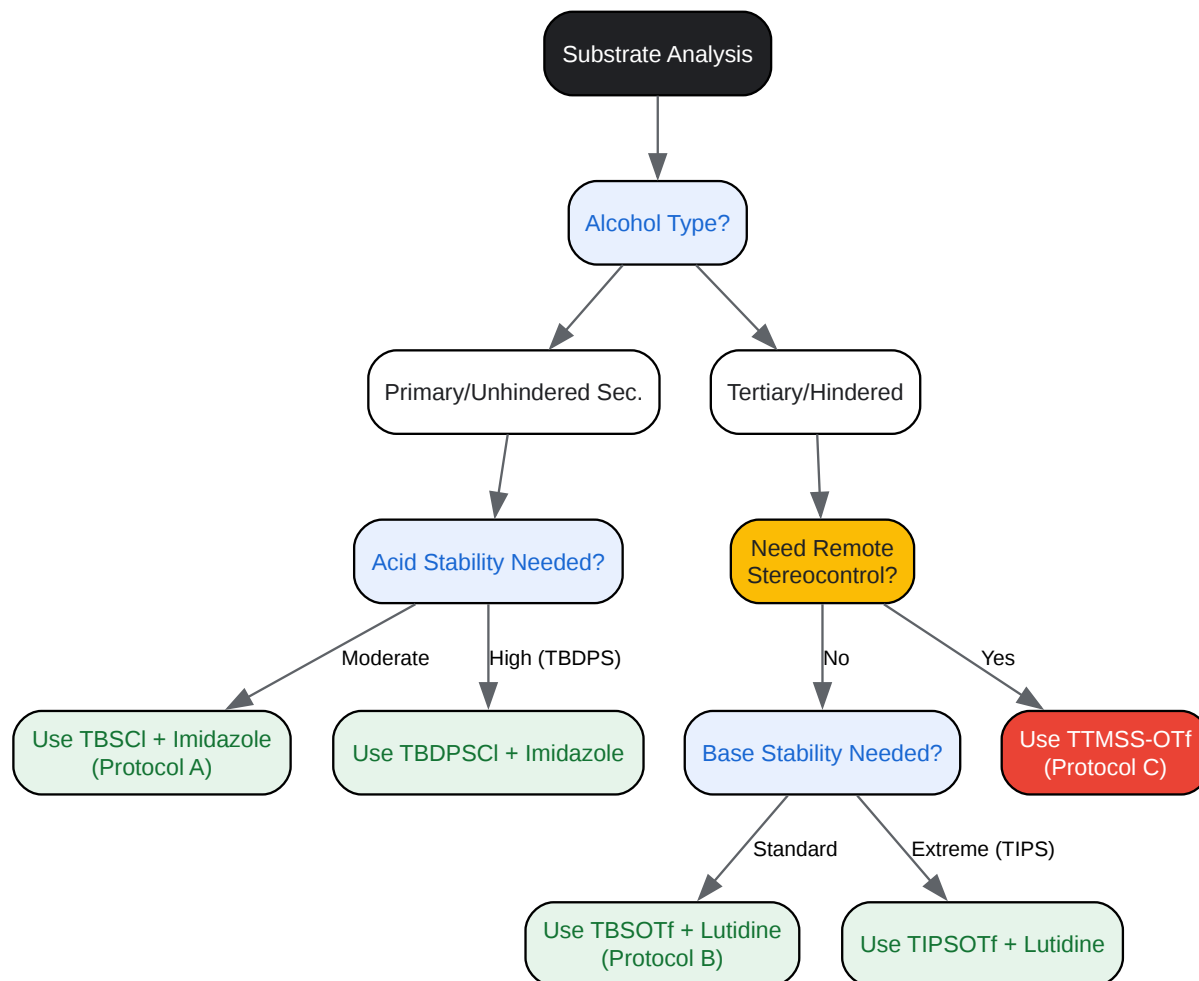 Substrate Analysis
Alcohol Type?
Primary/Unhindered Sec.
Tertiary/Hindered
Acid Stability Needed?
Need Remote
Stereocontrol?
Moderate
High (TBDPS)
No
Yes
Use TBSCl + Imidazole
(Protocol A)
Use TBDPSCl + Imidazole
Base Stability Needed?
Use TTMSS-OTf
(Protocol C)
Standard
Extreme (TIPS)
Use TBSOTf + Lutidine
(Protocol B)
Use TIPSOTf + Lutidine